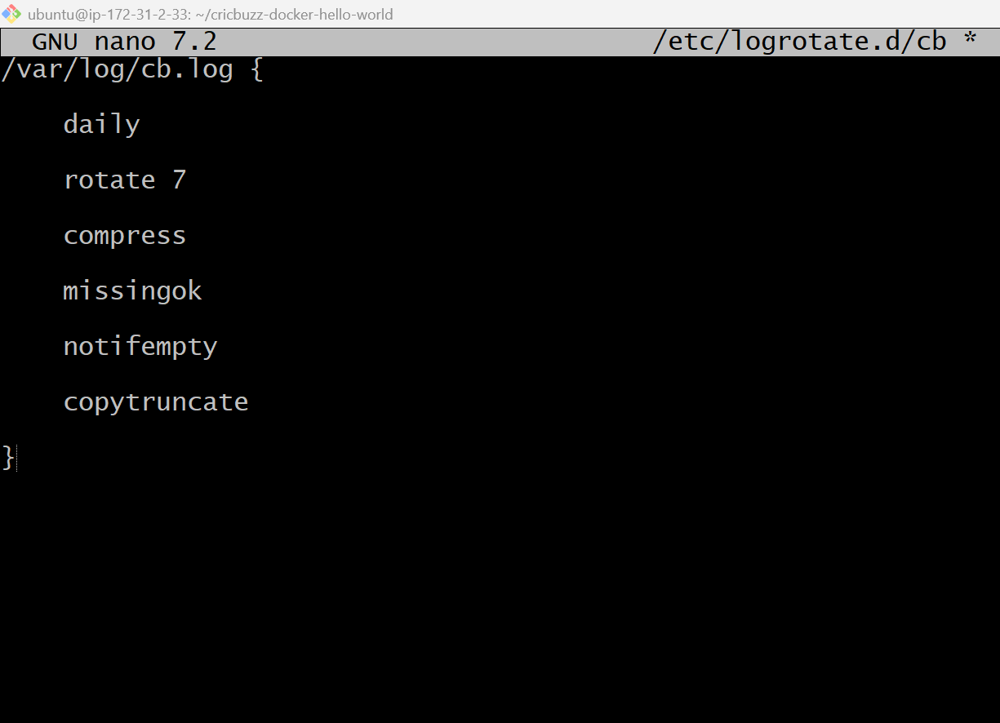 ubuntu@ip-172-31-2-33: ~/cricbuzz-docker-hello-world
GNU nano 7.2 /etc/logrotate.d/cb *
/var/log/cb.log {
daily
rotate 7
compress
missingok
notifempty
copytruncate
}